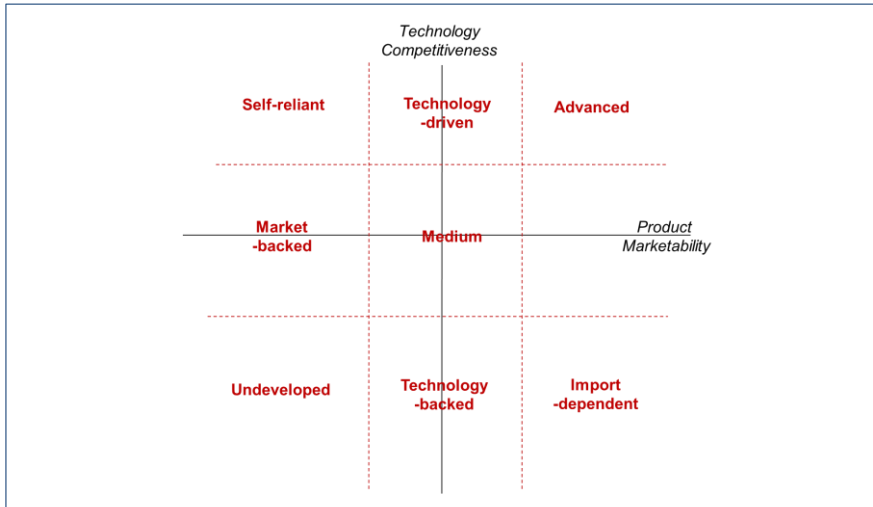 Technology
Competitiveness
Self-reliant
Technology
-driven
Advanced
Market
-backed
Medium
Product
Marketability
Undeveloped
Technology
-backed
Import
-dependent